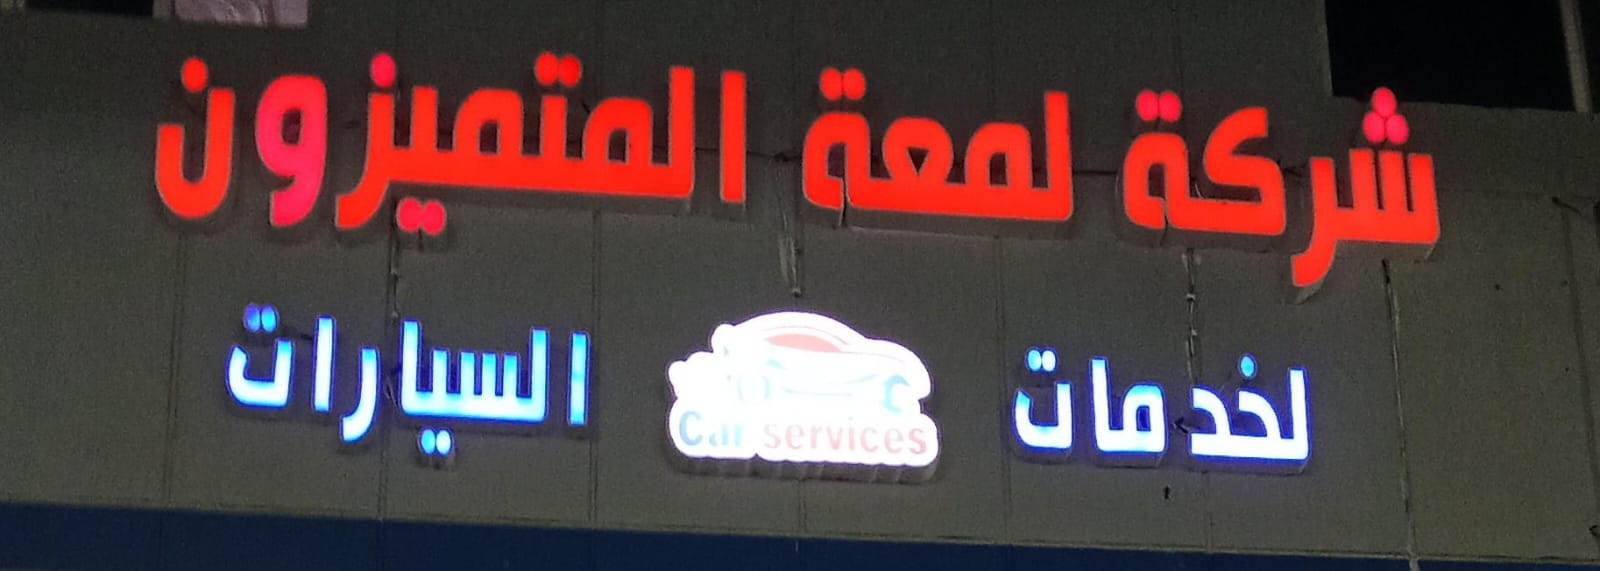 شركة لمعة المتميزون
لخدمات السيارات
Car services